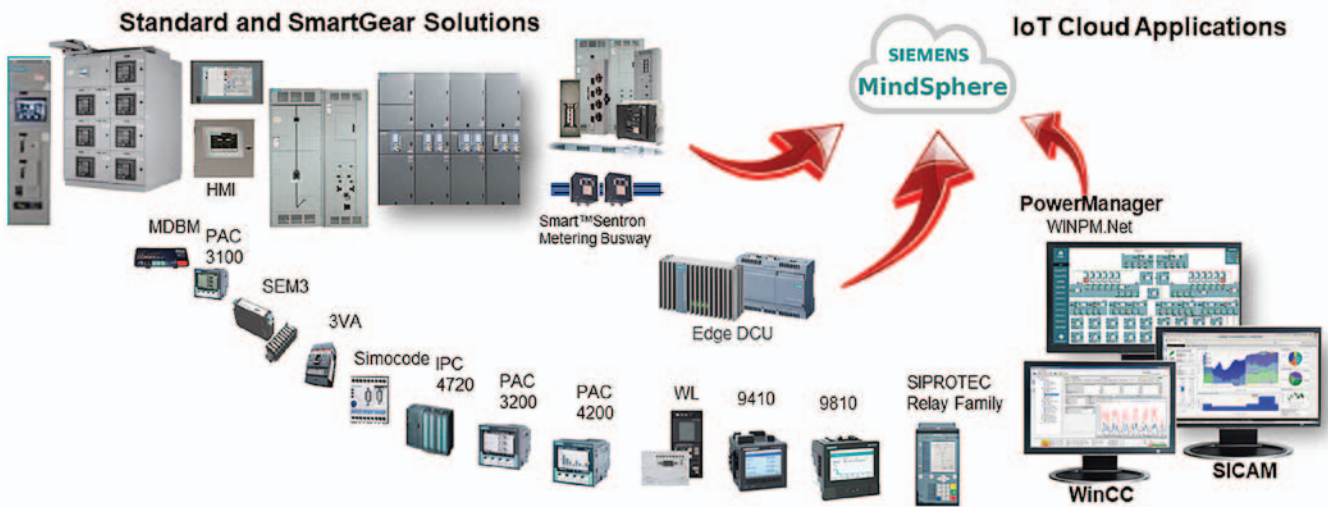 Standard and SmartGear Solutions
IoT Cloud Applications
SIEMENS
MindSphere
HMI
Smart™Sentron
Metering Busway
PowerManager
WINPM.Net
MDBM
PAC
3100
SEM3
3VA
Simocode
IPC
4720
PAC
3200
PAC
4200
Edge DCU
WL
9410
9810
SIPROTEC
Relay Family
WinCC
SICAM